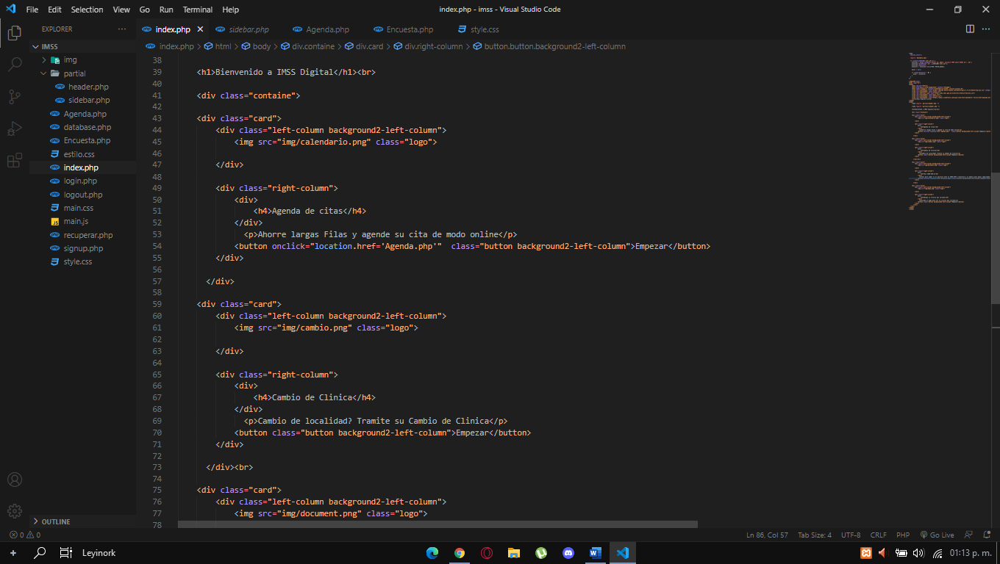 File Edit Selection View Go Run Terminal Help
index.php - imss - Visual Studio Code
EXPLORER
index.php
sidebar.php
Agenda.php
Encuesta.php
style.css
IMSS
img
partial
header.php
sidebar.php
Agenda.php
database.php
Encuesta.php
estilo.css
index.php
login.php
logout.php
main.css
main.js
recuperar.php
signup.php
style.css
OUTLINE
index.php > html > body > div.containe > div.card > div.right-column > button.button.background2-left-column
38
39 <h1>Bienvenido a IMSS Digital</h1><br>
40
41 <div class="containe">
42
43 <div class="card">
44 <div class="left-column background2-left-column">
45 <img src="img/calendario.png" class="logo">
46
47 </div>
48
49 <div class="right-column">
50 <div>
51 <h4>Agenda de citas</h4>
52 </div>
53 <p>Ahorre largas Filas y agende su cita de modo online</p>
54 <button onclick="location.href='Agenda.php'"  class="button background2-left-column">Empezar</button>
55 </div>
56
57 </div>
58
59 <div class="card">
60 <div class="left-column background2-left-column">
61 <img src="img/cambio.png" class="logo">
62
63 </div>
64
65 <div class="right-column">
66 <div>
67 <h4>Cambio de Clinica</h4>
68 </div>
69 <p>Cambio de localidad? Tramite su Cambio de Clinica</p>
70 <button class="button background2-left-column">Empezar</button>
71 </div>
72
73 </div><br>
74
75 <div class="card">
76 <div class="left-column background2-left-column">
77 <img src="img/document.png" class="logo">
78
0 0
Ln 86, Col 57 Tab Size: 4 UTF-8 CRLF PHP Go Live
Leyinork
01:13 p. m.